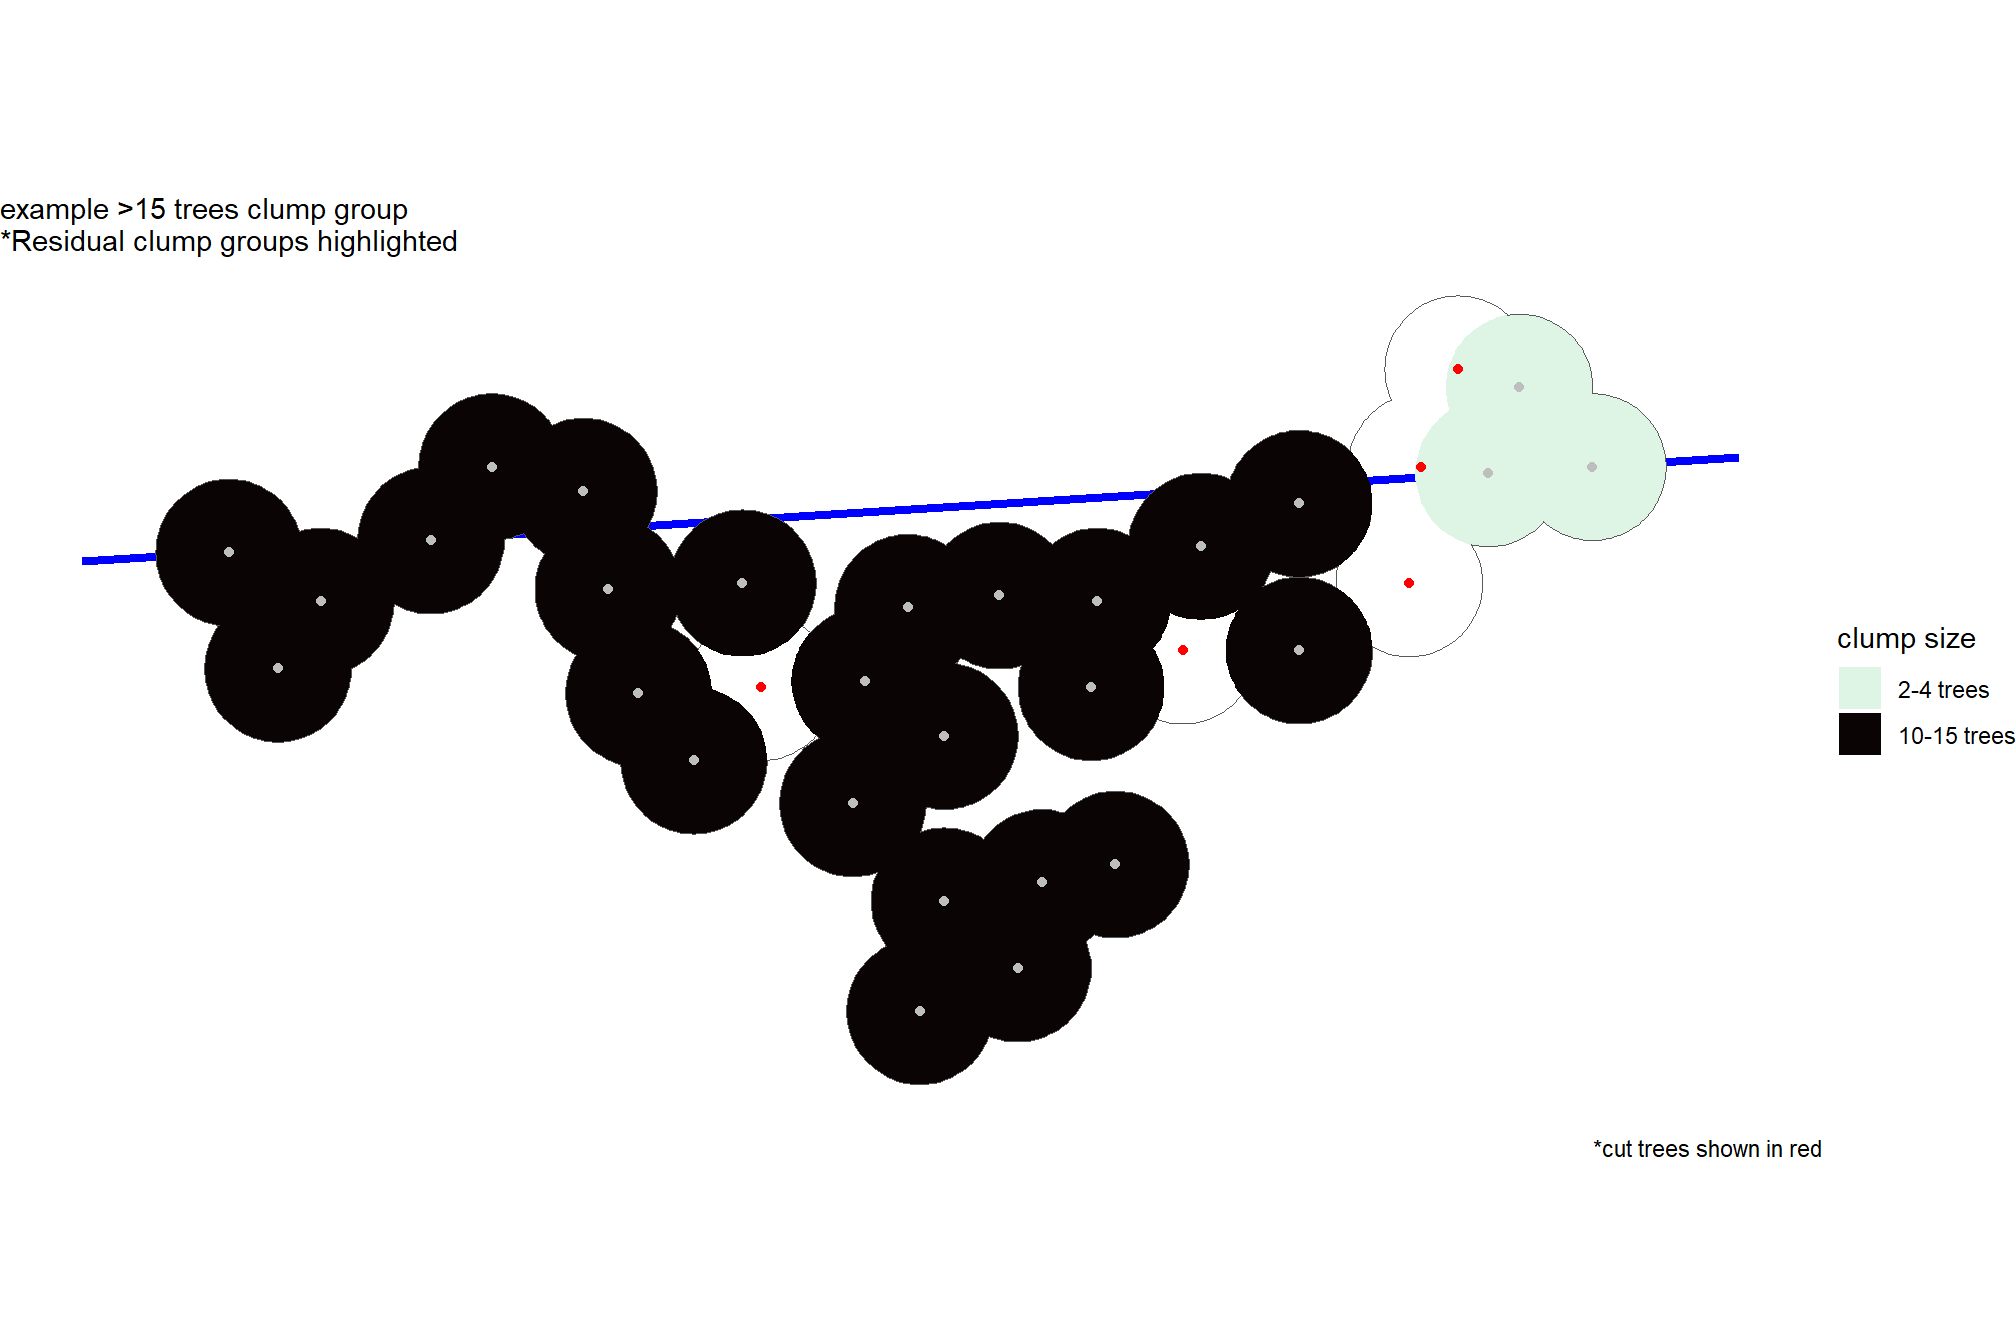 example >15 trees clump group
*Residual clump groups highlighted
clump size
2-4 trees
10-15 trees
*cut trees shown in red